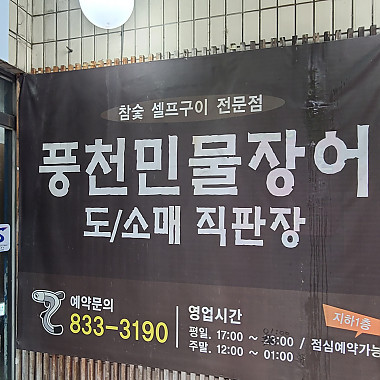 참숯 셀프구이 전문점
풍천민물장어
도/소매 직판장
예약문의
833-3190
영업시간
평일. 17:00 ~ 23:00 / 점심예약가능
주말. 12:00 ~ 01:00
지하1층